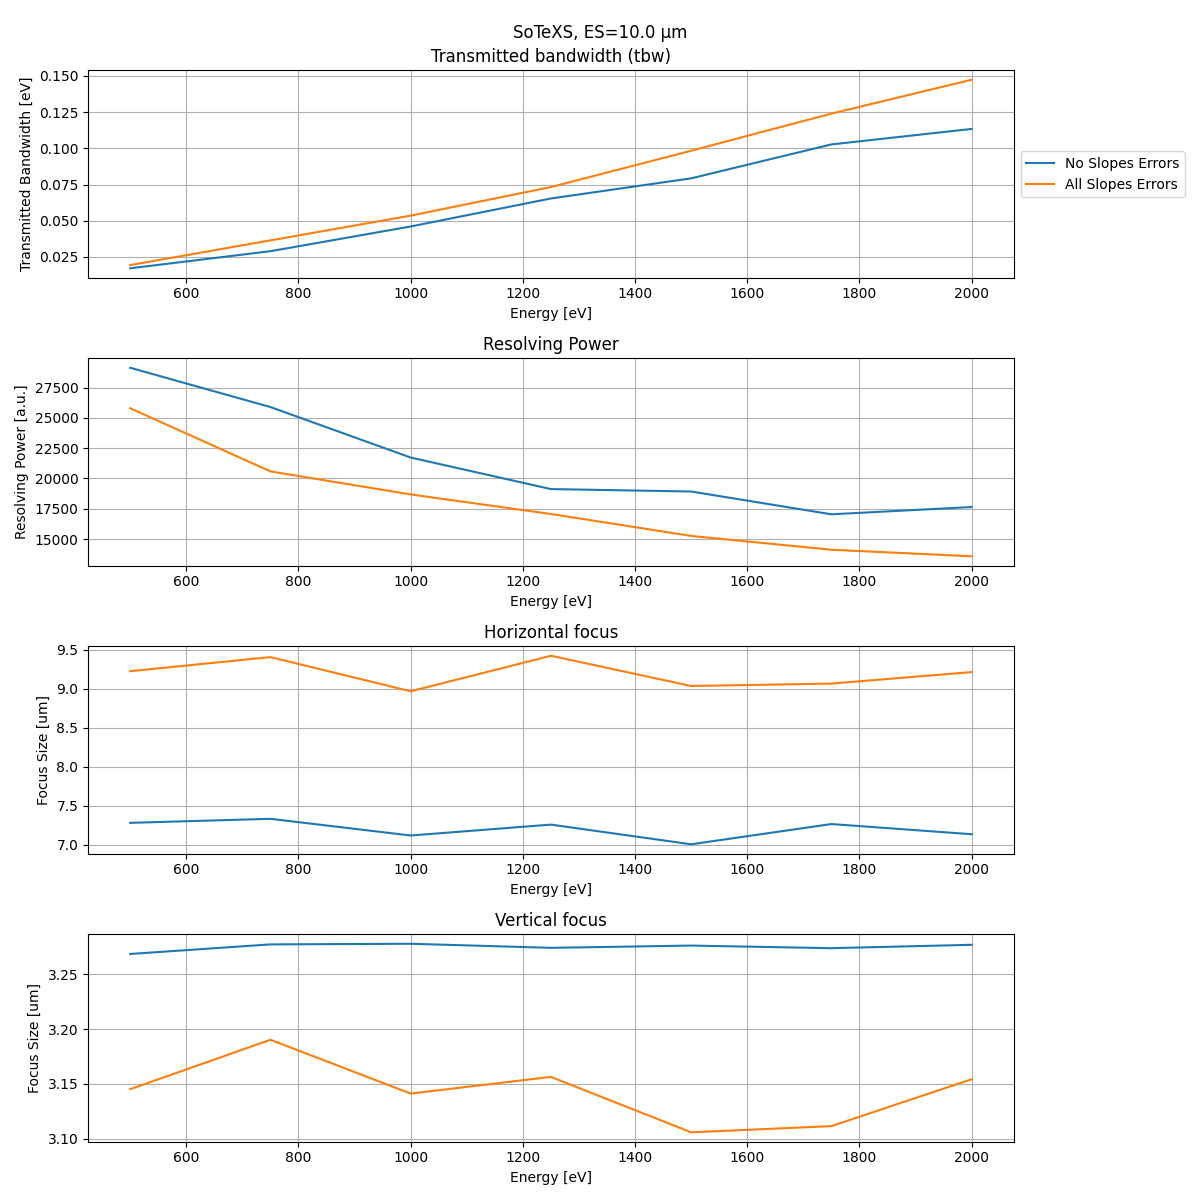 SoTeXS, ES=10.0 µm
Transmitted bandwidth (tbw)
Transmitted Bandwidth [eV]
0.150
0.125
0.100
0.075
0.050
0.025
600 800 1000 1200 1400 1600 1800 2000
Energy [eV]
No Slopes Errors
All Slopes Errors
Resolving Power
Resolving Power [a.u.]
27500
25000
22500
20000
17500
15000
600 800 1000 1200 1400 1600 1800 2000
Energy [eV]
Horizontal focus
Focus Size [um]
9.5
9.0
8.5
8.0
7.5
7.0
600 800 1000 1200 1400 1600 1800 2000
Energy [eV]
Vertical focus
Focus Size [um]
3.25
3.20
3.15
3.10
600 800 1000 1200 1400 1600 1800 2000
Energy [eV]